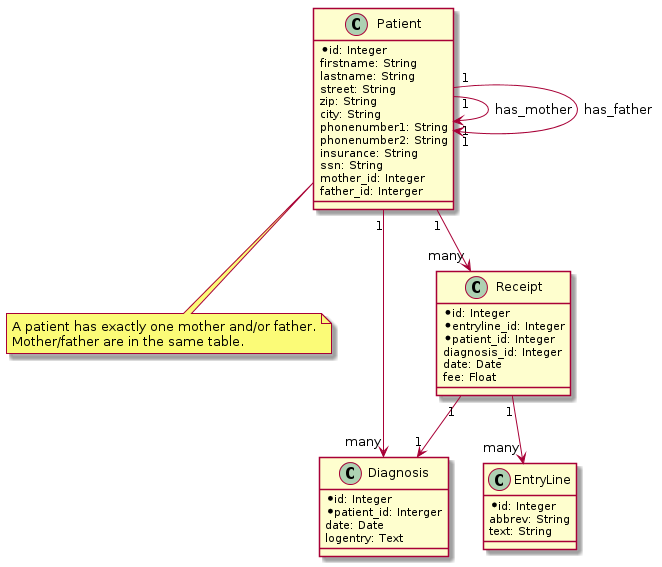 C Patient
*id: Integer
firstname: String
lastname: String
street: String
zip: String
city: String
phonenumber1: String
phonenumber2: String
insurance: String
ssn: String
mother_id: Integer
father_id: Interger
1
1
has_mother
has_father
1
1
A patient has exactly one mother and/or father.
Mother/father are in the same table.
1
1
many
C Receipt
*id: Integer
*entryline_id: Integer
*patient_id: Integer
diagnosis_id: Integer
date: Date
fee: Float
1
1
many
1
many
C Diagnosis
*id: Integer
*patient_id: Interger
date: Date
logentry: Text
C EntryLine
*id: Integer
abbrev: String
text: String